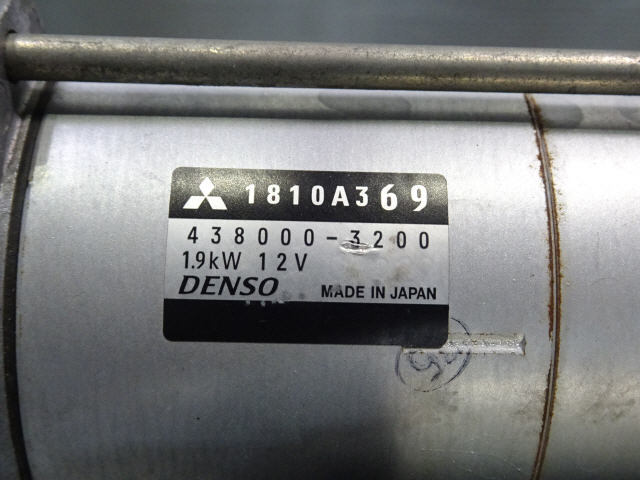 1810A369
438000-3200
1.9kW 12V
DENSO MADE IN JAPAN